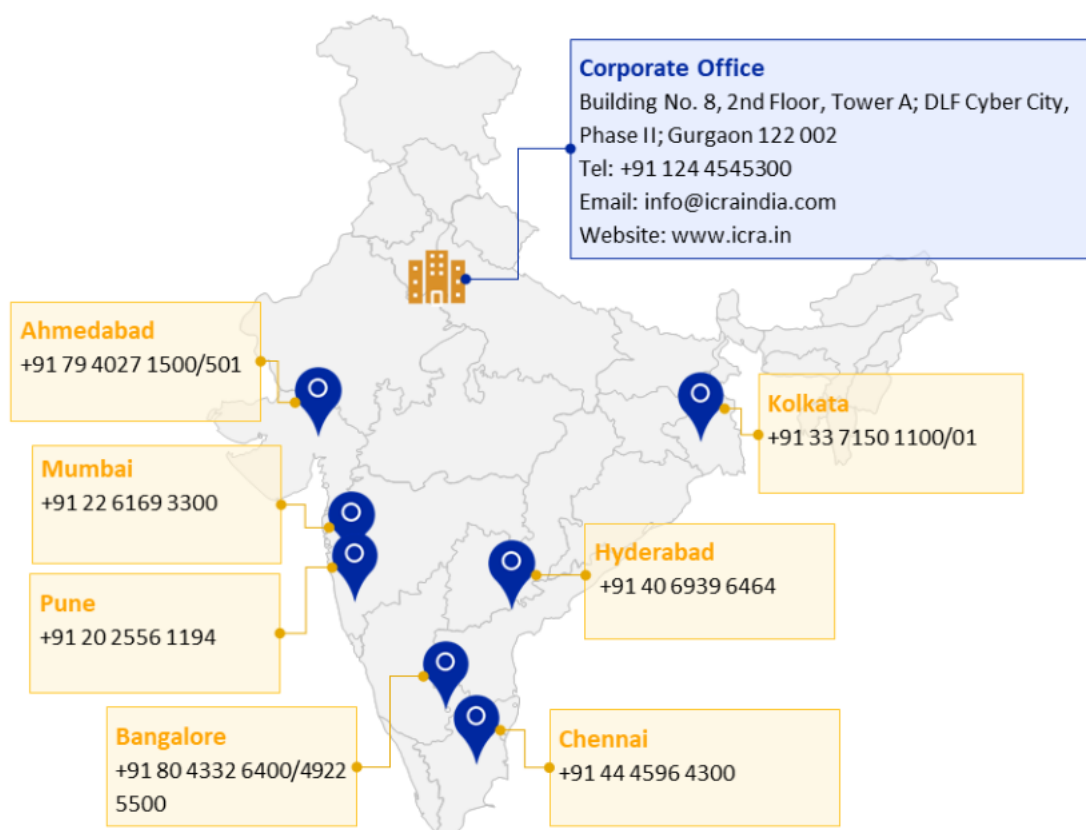 Corporate Office
Building No. 8, 2nd Floor, Tower A; DLF Cyber City,
Phase II; Gurgaon 122 002
Tel: +91 124 4545300
Email: info@icraindia.com
Website: www.icra.in
Ahmedabad
+91 79 4027 1500/501
Kolkata
+91 33 7150 1100/01
Mumbai
+91 22 6169 3300
Hyderabad
+91 40 6939 6464
Pune
+91 20 2556 1194
Bangalore
+91 80 4332 6400/4922
5500
Chennai
+91 44 4596 4300